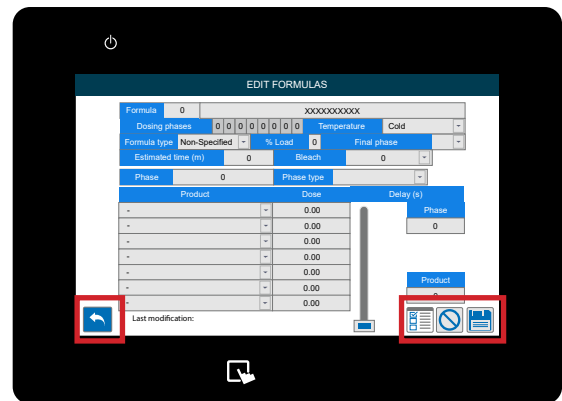 EDIT FORMULAS
Formula 0 XXXXXXXXXX
Dosing phases 0 0 0 0 0 0 0 0 Temperature Cold
Formula type Non-Specified % Load 0 Final phase
Estimated time (m) 0 Bleach 0
Phase 0 Phase type
Product Dose Delay (s)
- 0.00 Phase
- 0.00 0
- 0.00
- 0.00
- 0.00 Product
- 0.00
- 0.00
Last modification: